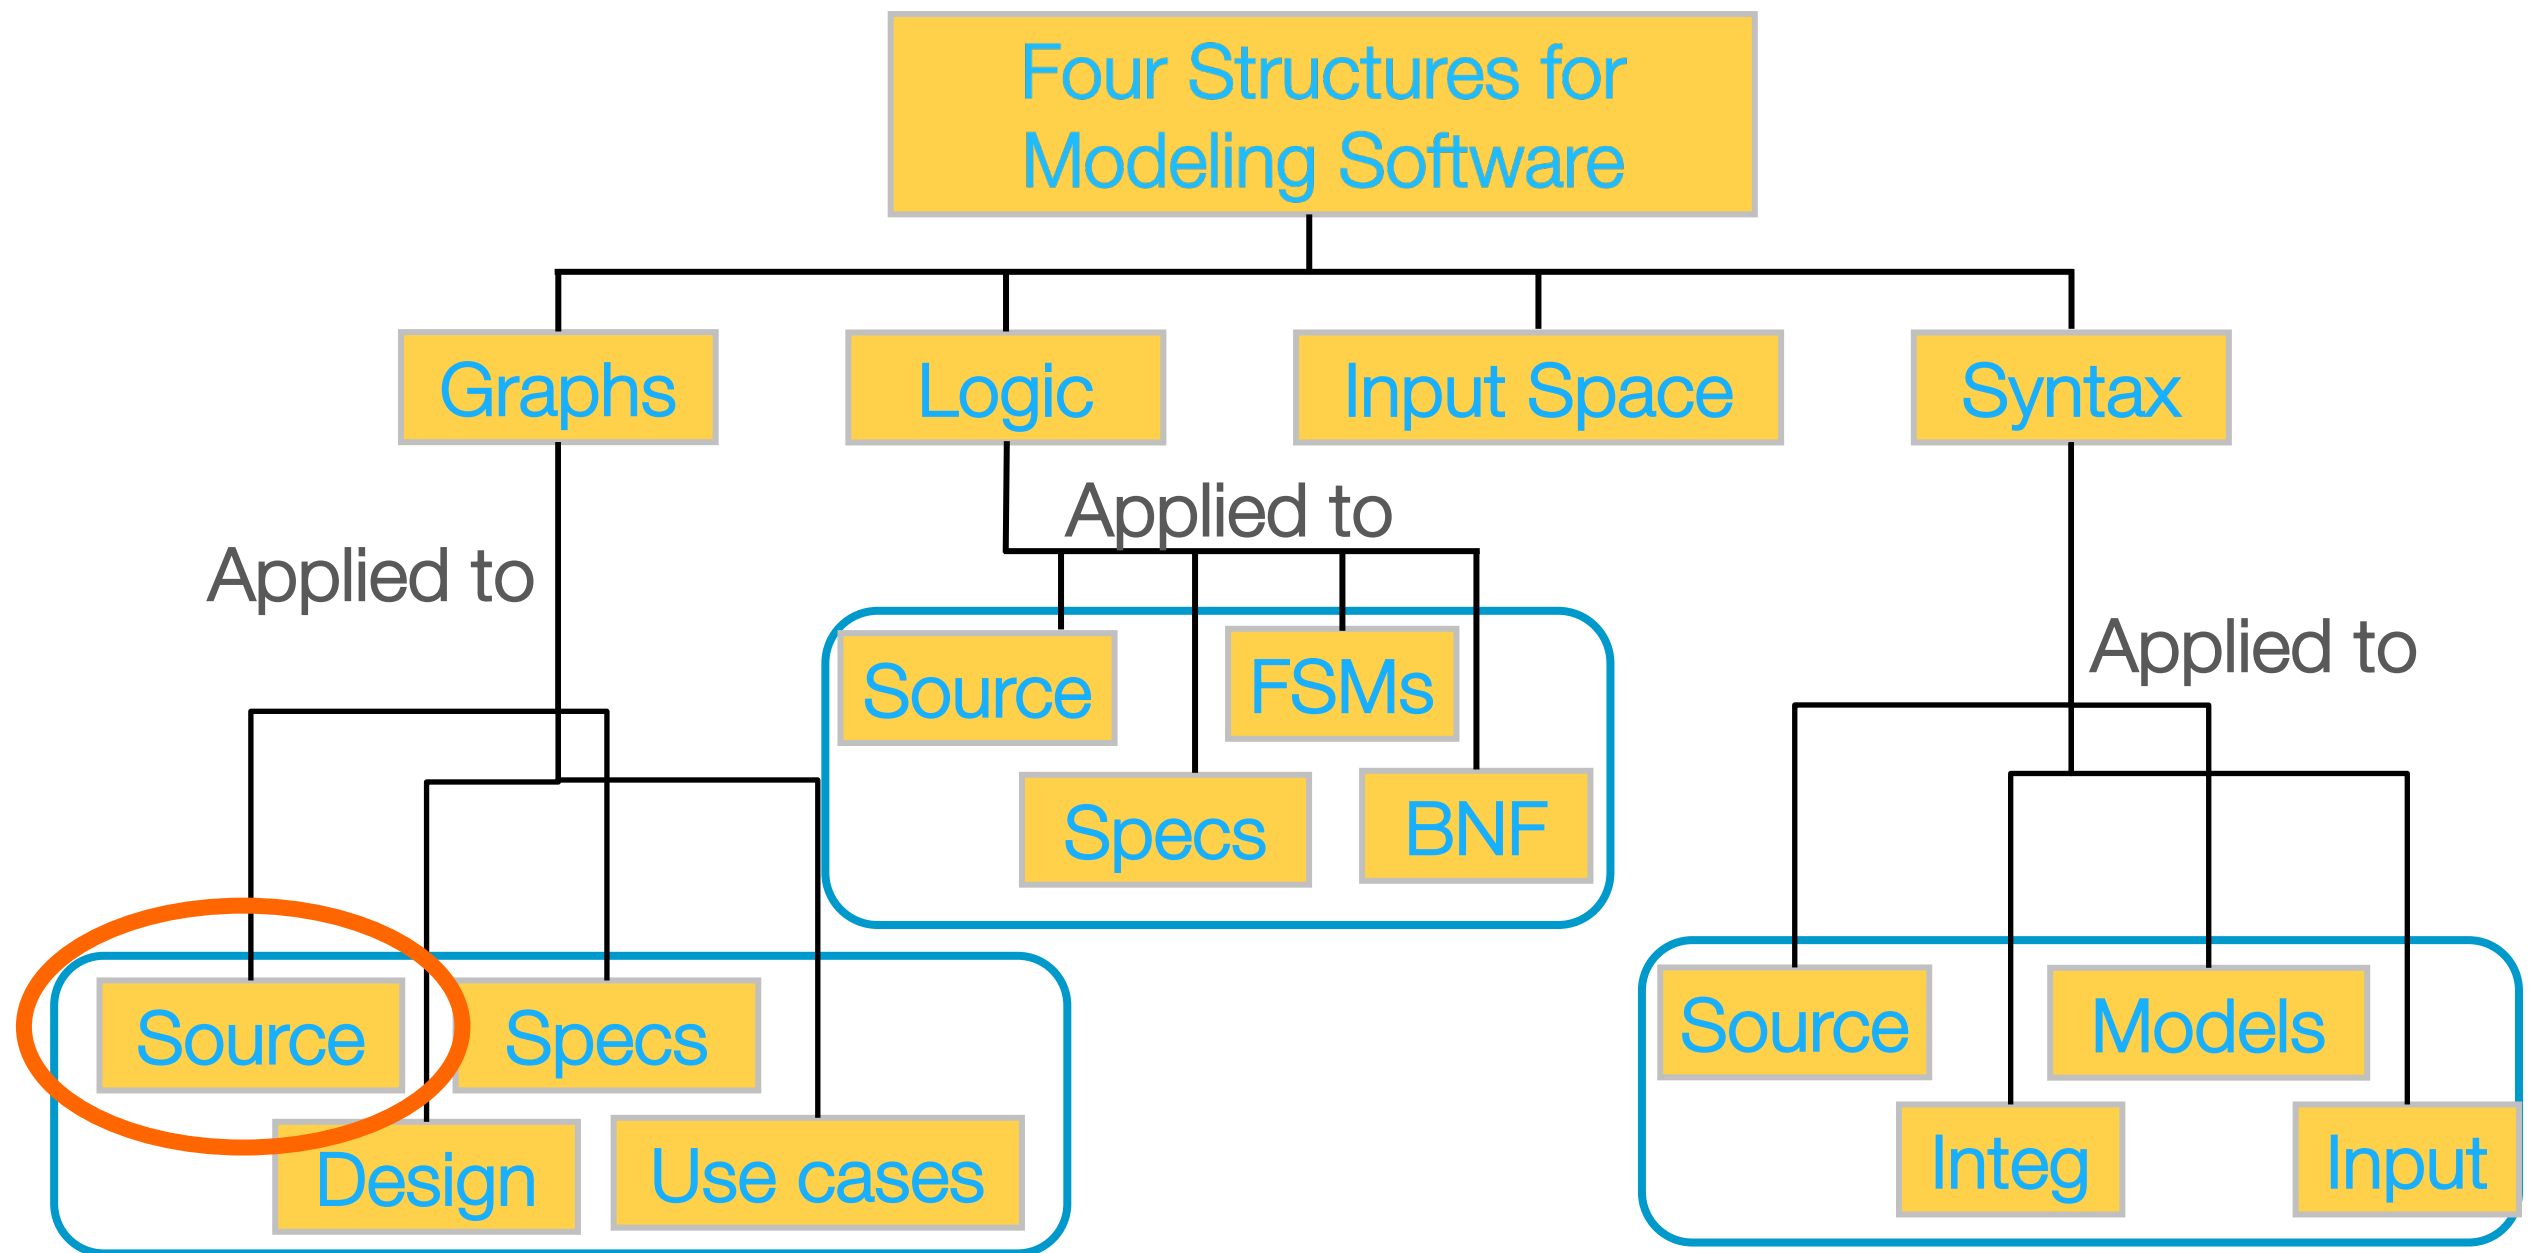 Four Structures for
Modeling Software
Graphs
Logic
Input Space
Syntax
Applied to
Applied to
Applied to
Source
FSMs
Specs
BNF
Source
Specs
Design
Use cases
Source
Models
Integ
Input